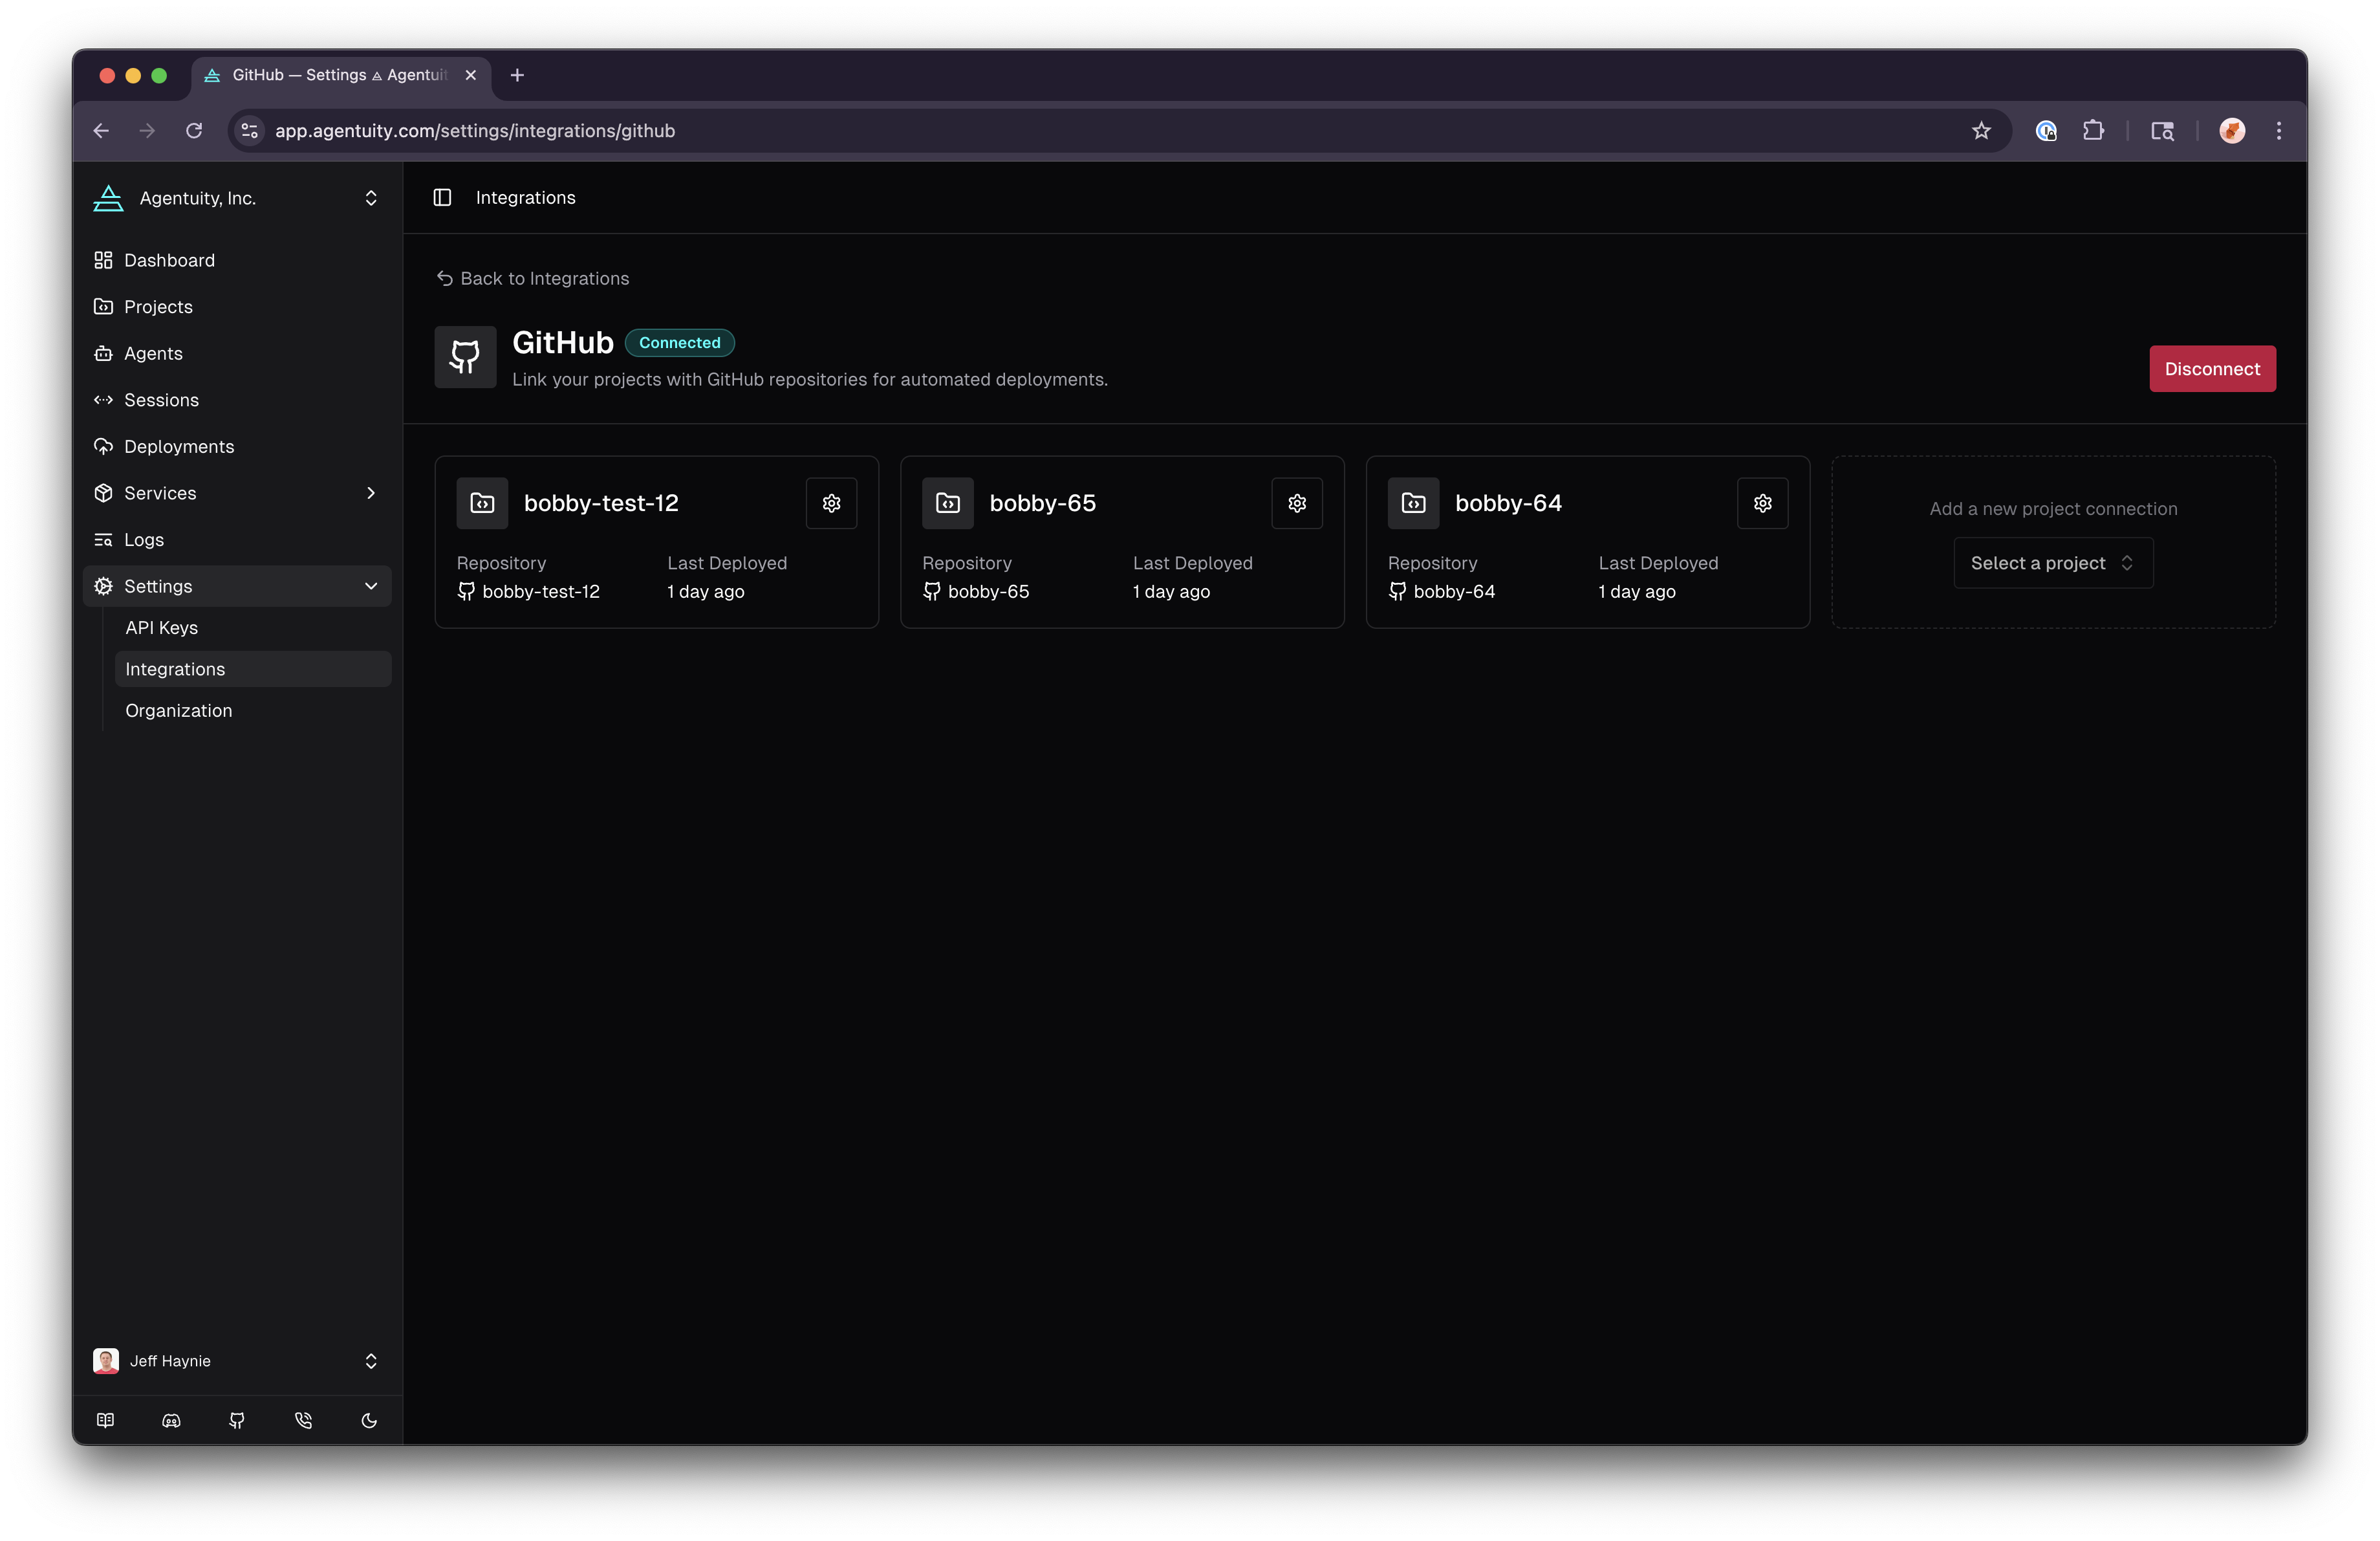 GitHub — Settings Agentui
app.agentuity.com/settings/integrations/github
Agentuity, Inc.
Dashboard
Projects
Agents
Sessions
Deployments
Services
Logs
Settings
API Keys
Integrations
Organization
Jeff Haynie
Integrations
Back to Integrations
GitHub Connected
Link your projects with GitHub repositories for automated deployments.
Disconnect
bobby-test-12
Repository Last Deployed
bobby-test-12 1 day ago
bobby-65
Repository Last Deployed
bobby-65 1 day ago
bobby-64
Repository Last Deployed
bobby-64 1 day ago
Add a new project connection
Select a project